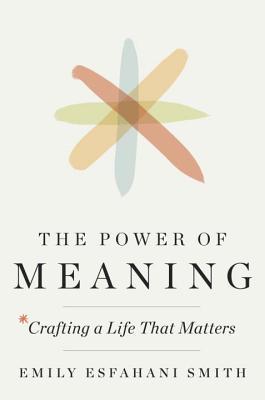 THE POWER OF
MEANING
*Crafting a Life That Matters
EMILY ESFAHANI SMITH